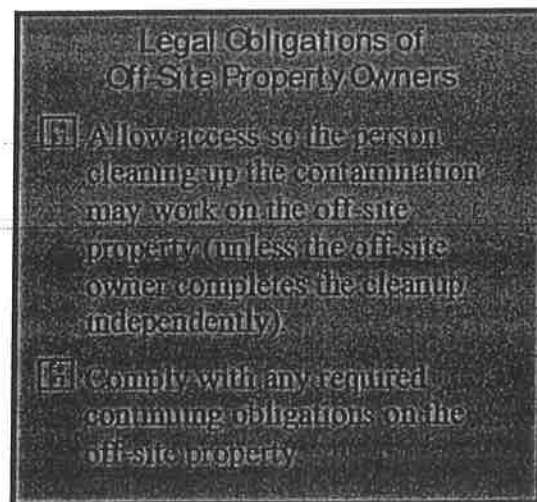 Legal Obligations of
Off-Site Property Owners
Allow access so the person
cleaning up the contamination
may work on the off-site
property (unless the off-site
owner completes the cleanup
independently)
Comply with any required
continuing obligations on the
off-site property